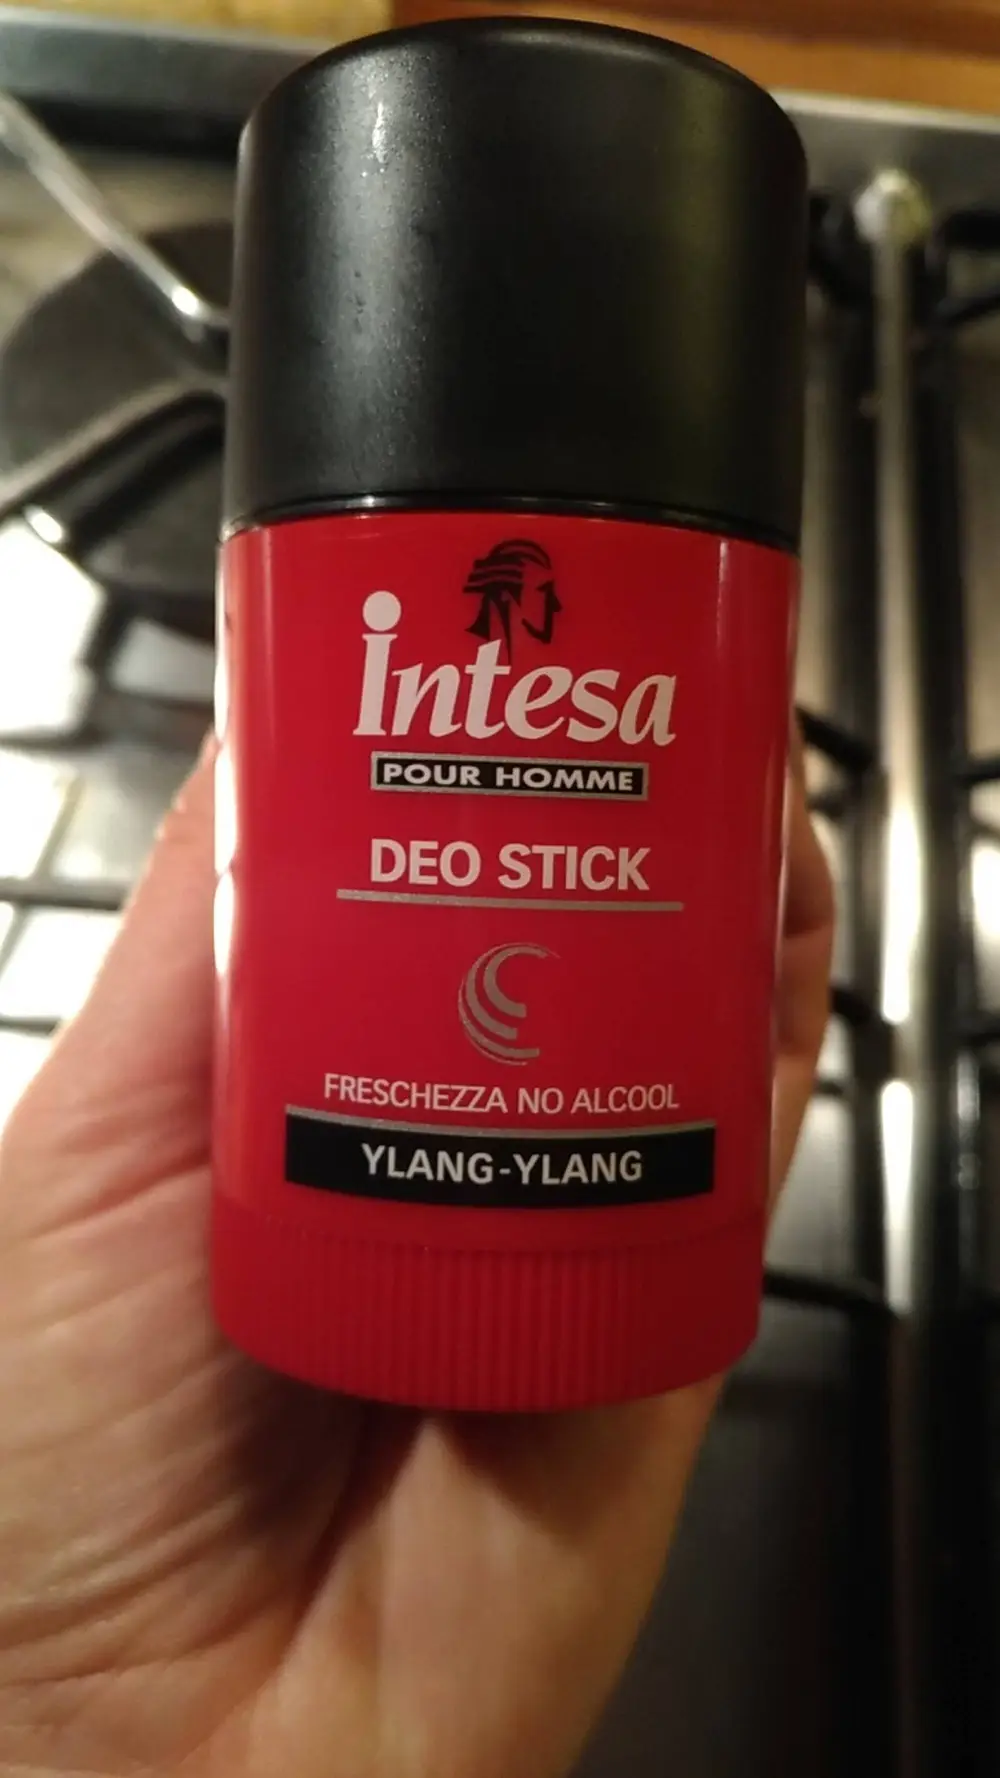 intesa
POUR HOMME
DEO STICK
FRESCHEZZA NO ALCOOL
YLANG-YLANG